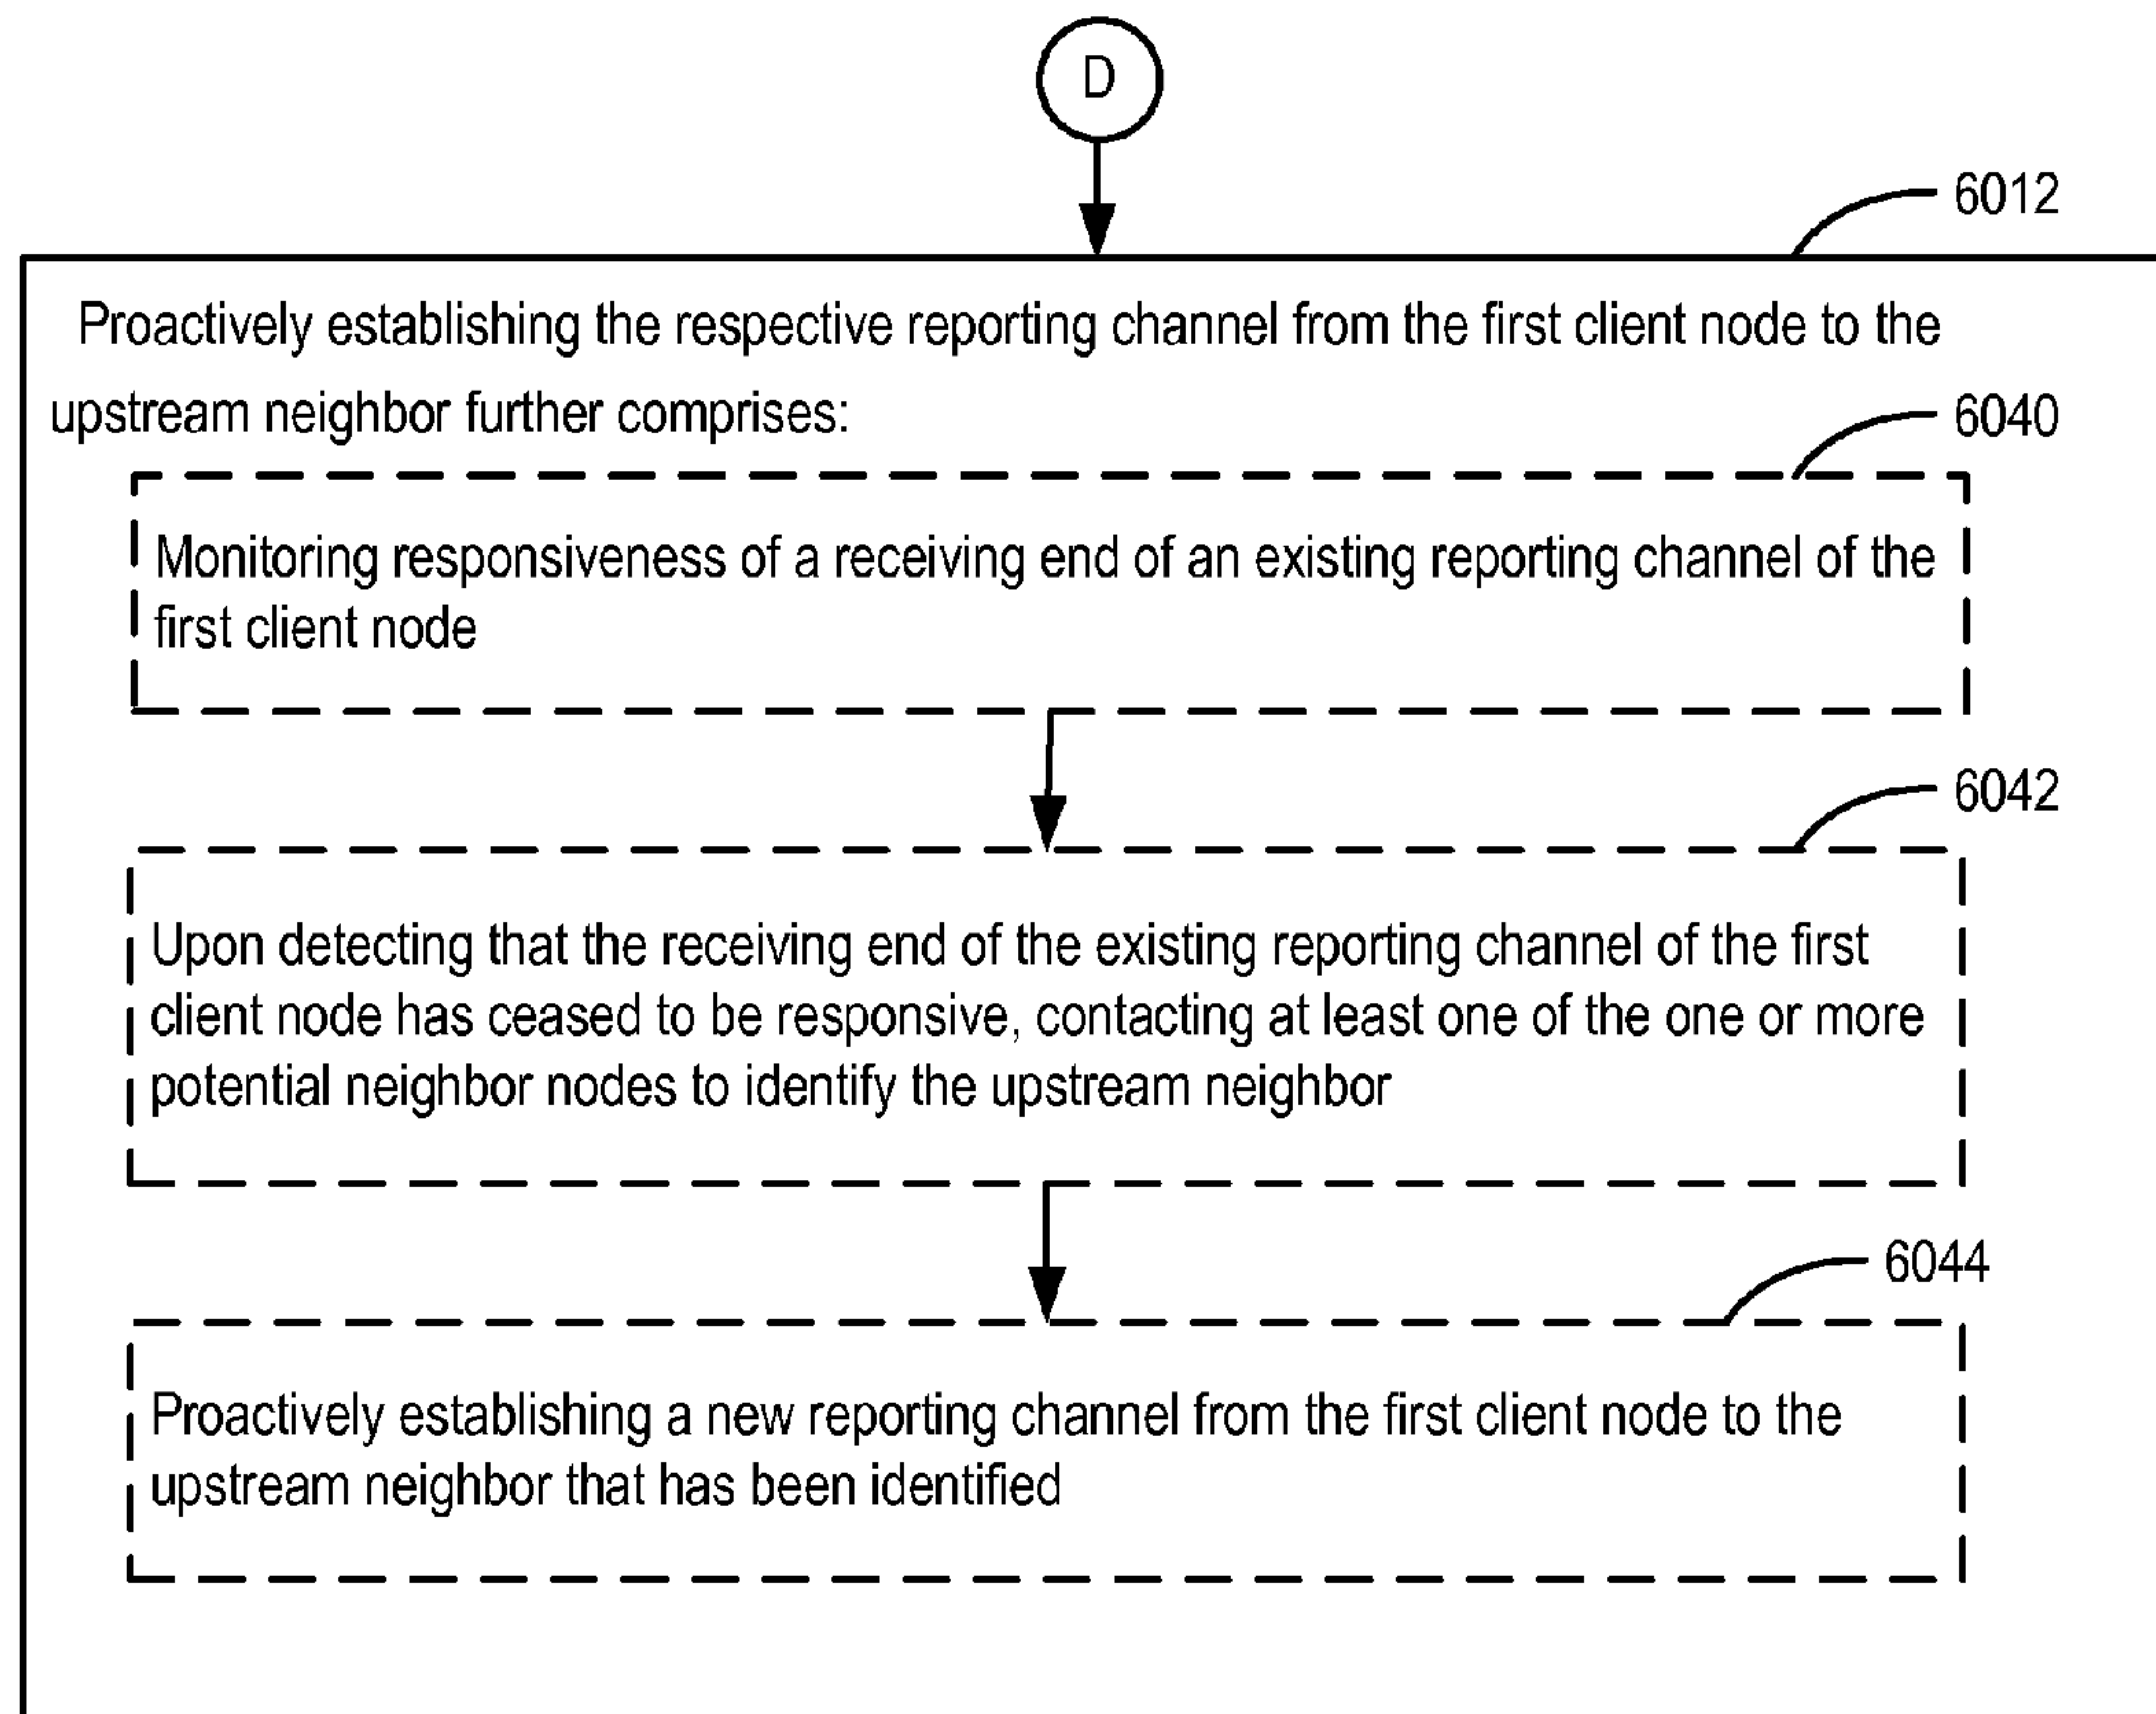 D
6012
Proactively establishing the respective reporting channel from the first client node to the
upstream neighbor further comprises:
6040
Monitoring responsiveness of a receiving end of an existing reporting channel of the
first client node
6042
Upon detecting that the receiving end of the existing reporting channel of the first
client node has ceased to be responsive, contacting at least one of the one or more
potential neighbor nodes to identify the upstream neighbor
6044
Proactively establishing a new reporting channel from the first client node to the
upstream neighbor that has been identified